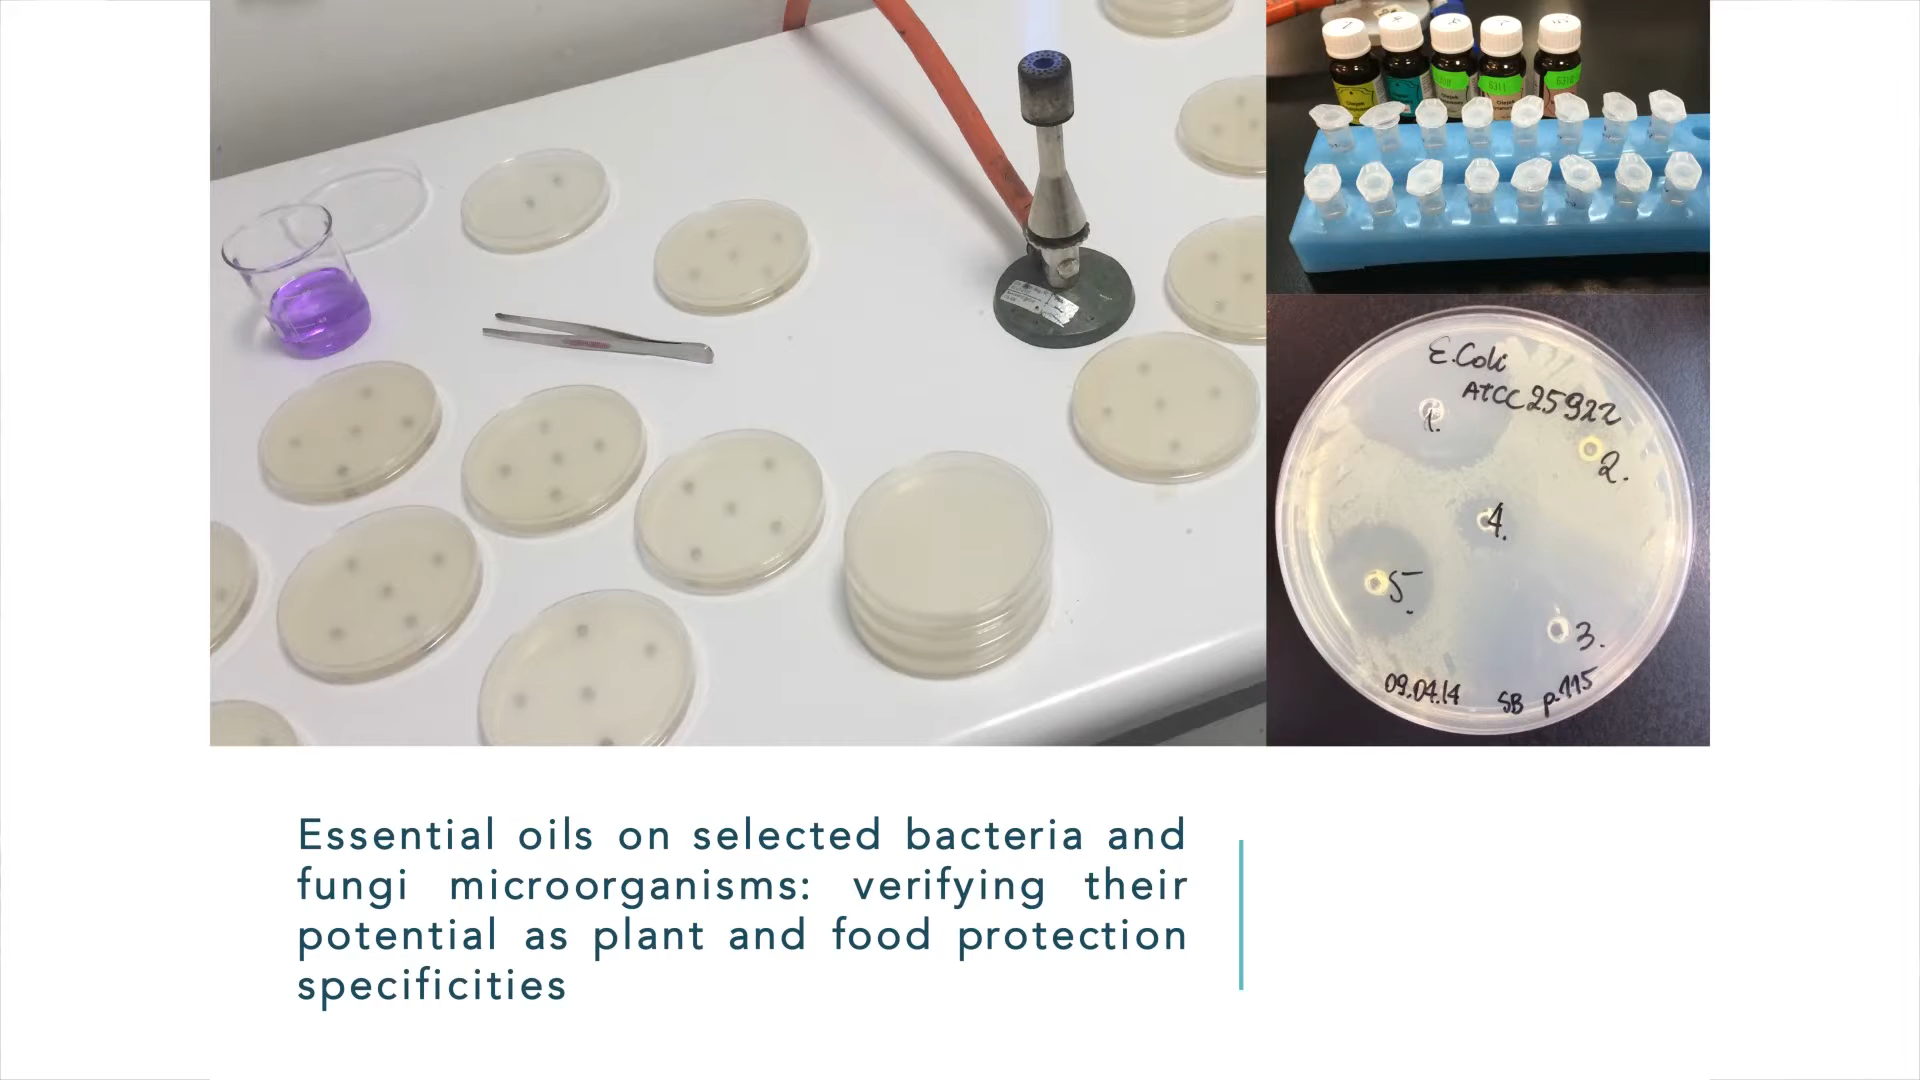 E.Coli
ATCC 25922
1.
2.
4.
5.
3.
09.04.14 SB p.115
Essential oils on selected bacteria and
fungi microorganisms: verifying their
potential as plant and food protection
specificities